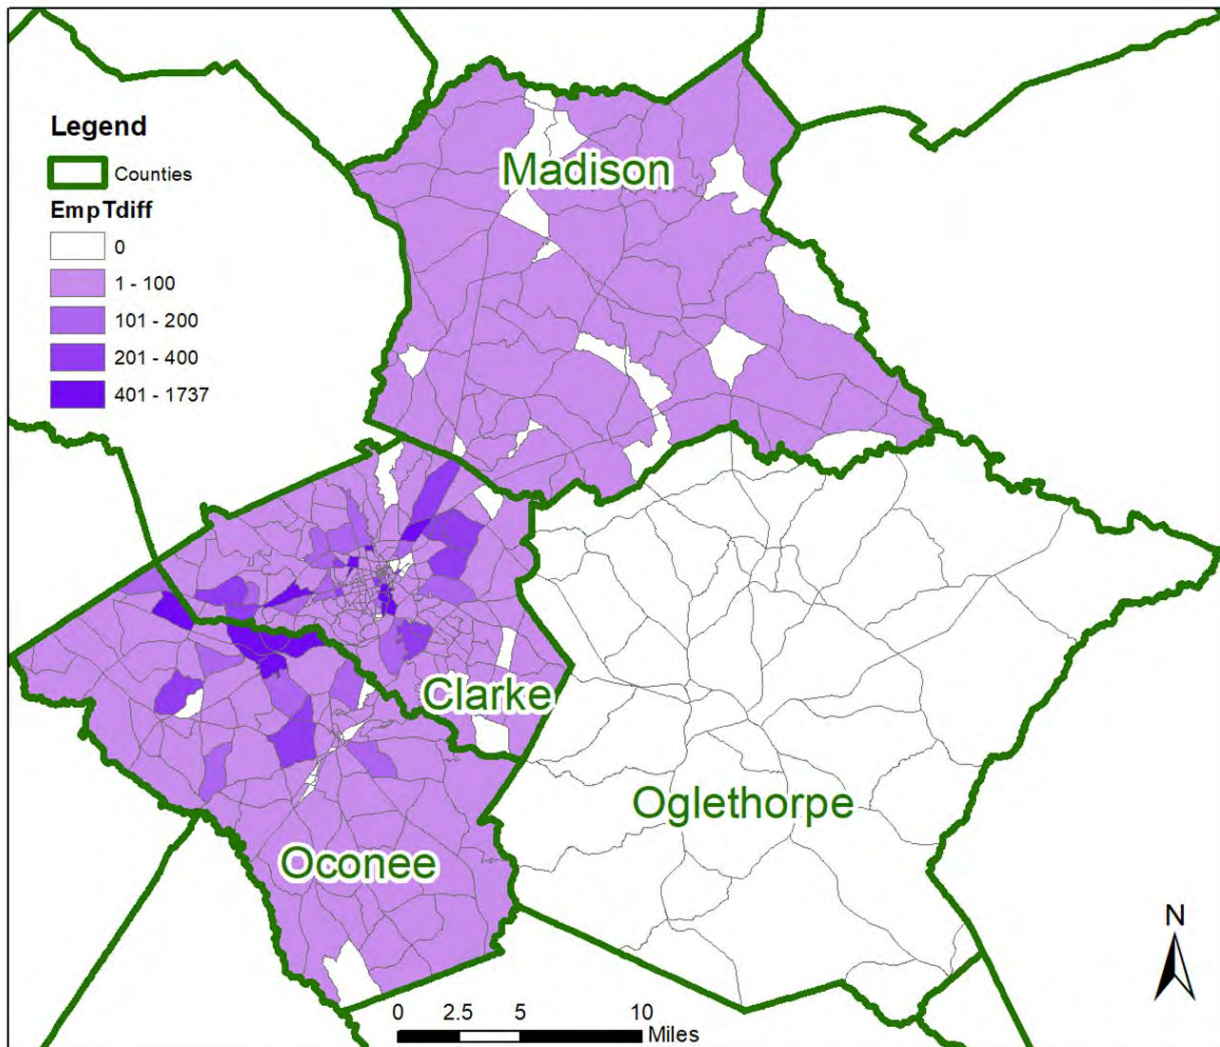 Legend
Counties
EmpTdiff
0
1 - 100
101 - 200
201 - 400
401 - 1737
Madison
Clarke
Oglethorpe
Oconee
N
0 2.5 5 10
Miles